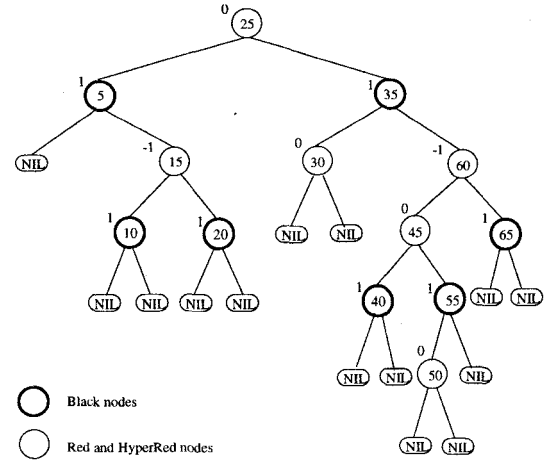 0
25
1
5
1
35
NIL
-1
15
0
30
-1
60
1
10
1
20
NIL
NIL
0
45
1
65
NIL
NIL
NIL
NIL
1
40
1
55
NIL
NIL
NIL
NIL
0
50
NIL
NIL
NIL
Black nodes
Red and HyperRed nodes